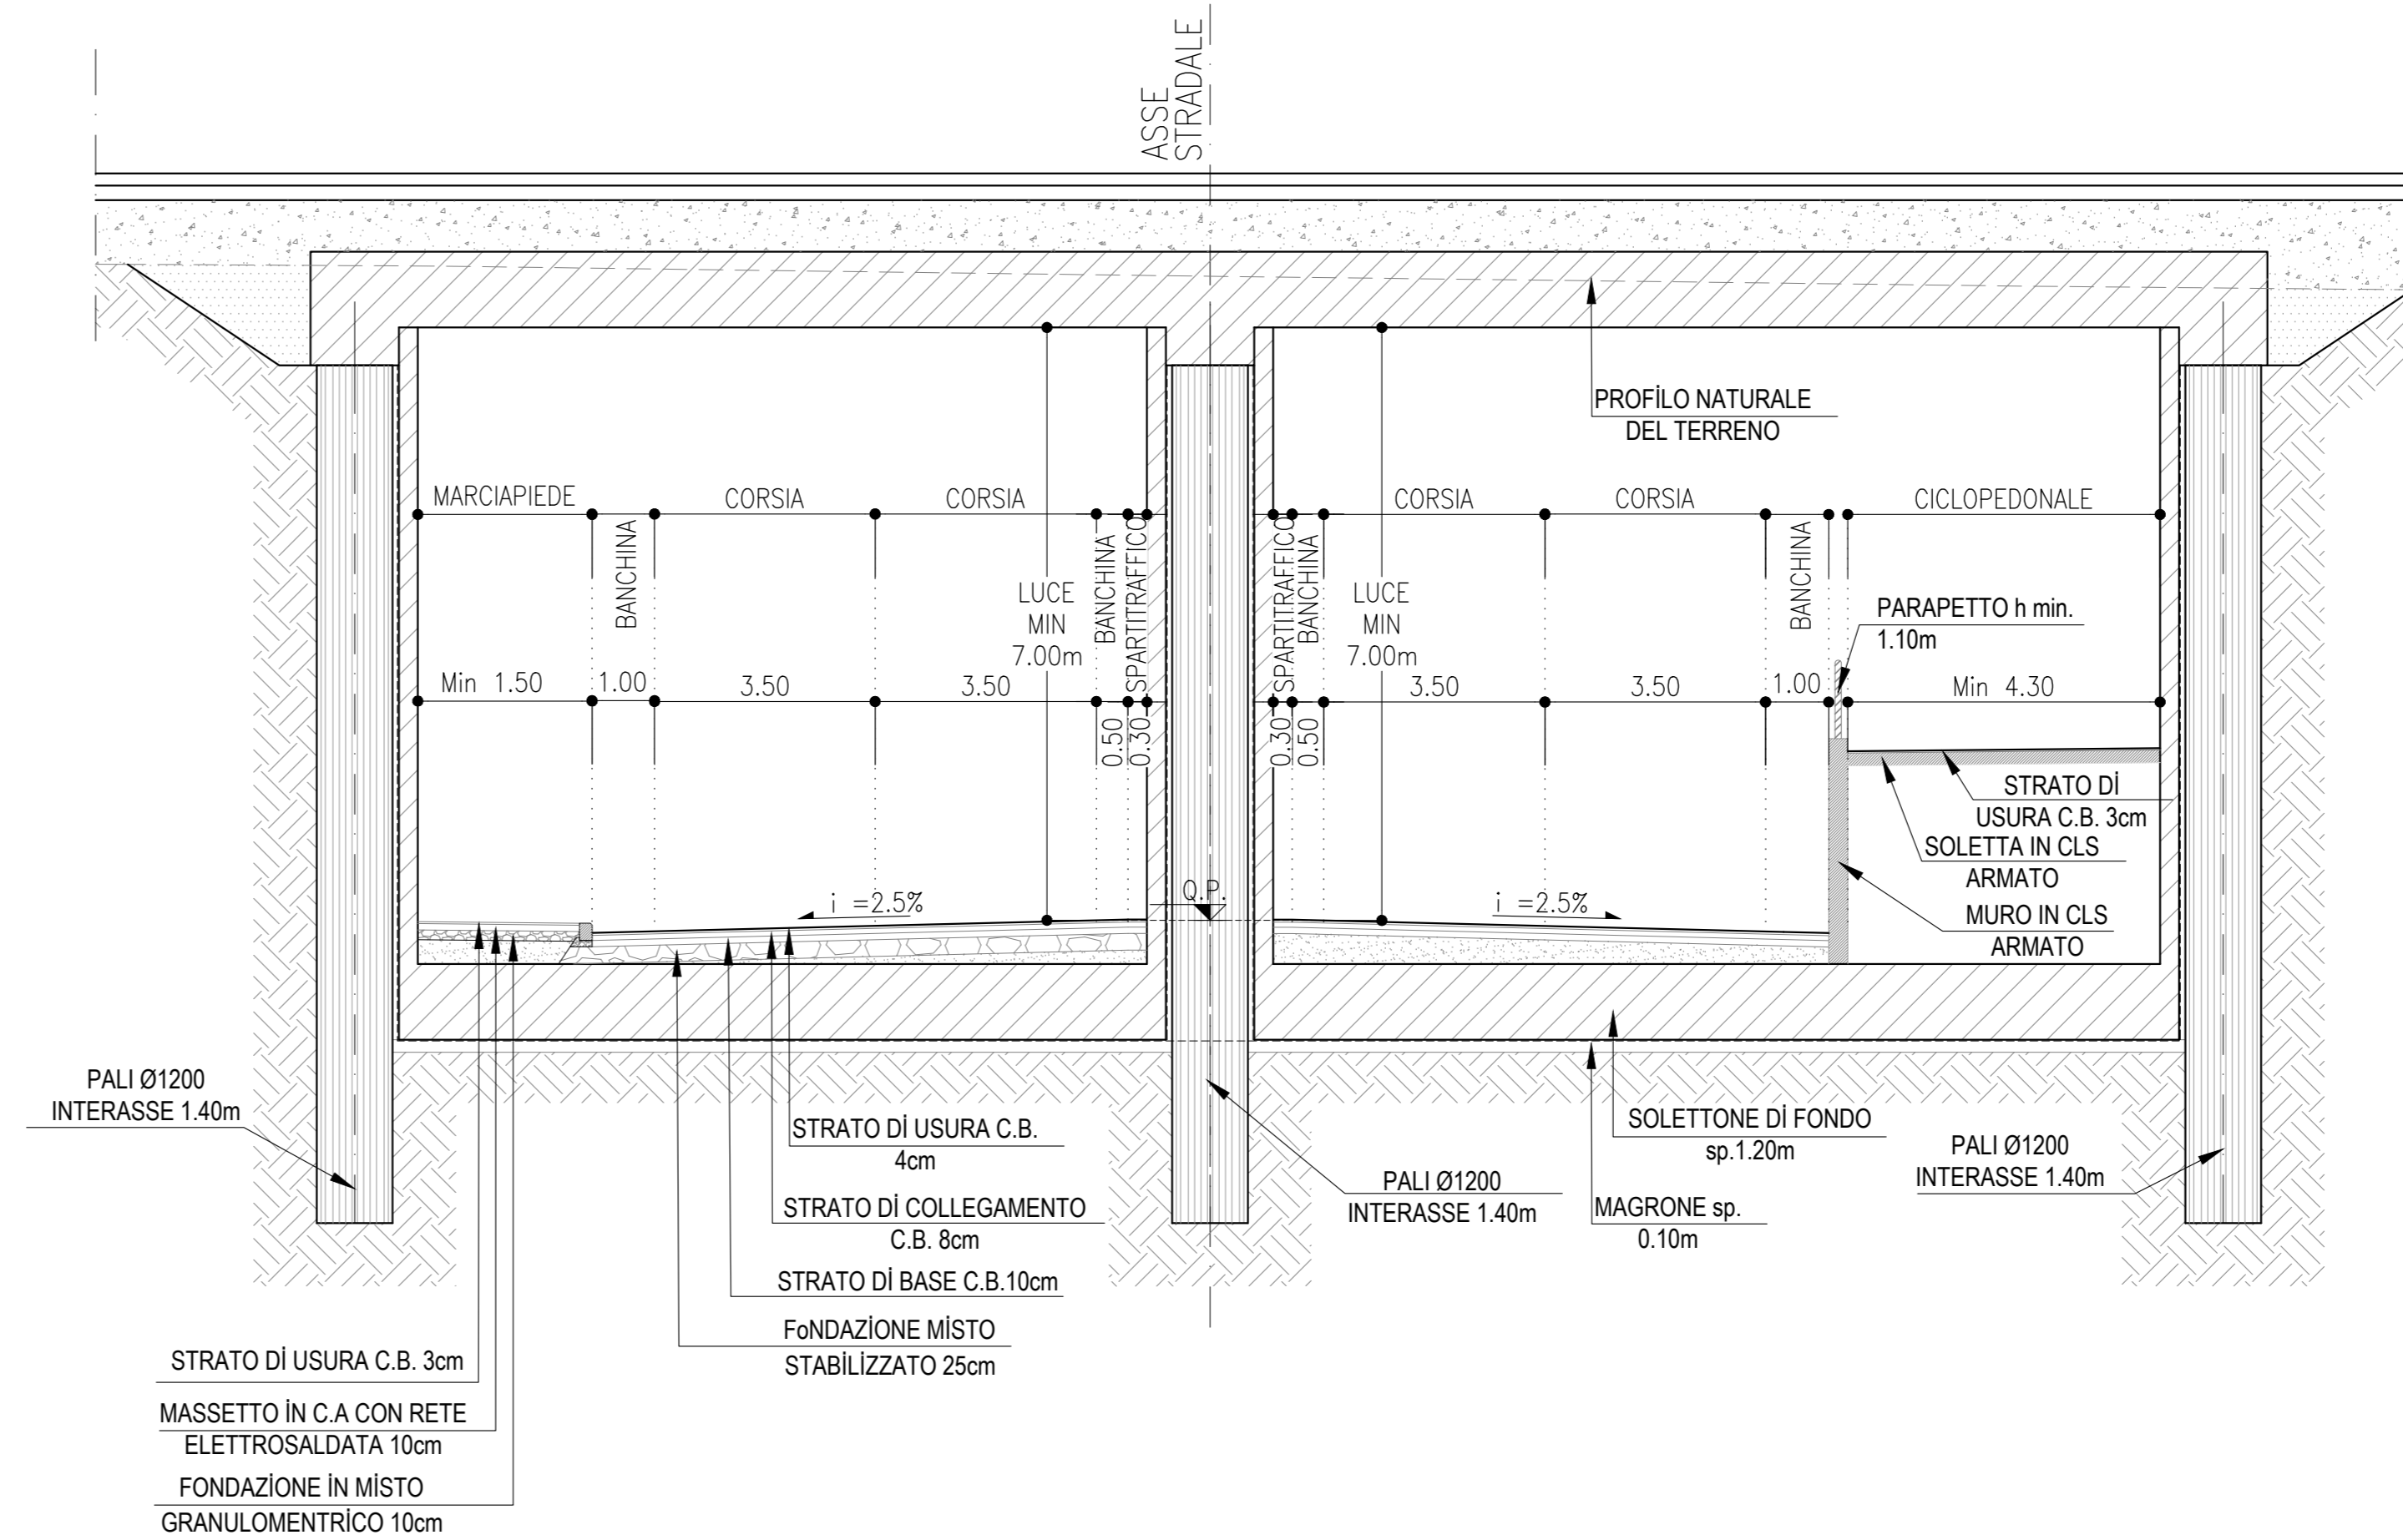 ASSE
STRADALE
PROFİLO NATURALE
DEL TERRENO
MARCIAPIEDE
BANCHINA
CORSIA
CORSIA
BANCHINA
SPARTITRAFFICO
SPARTITRAFFICO
BANCHINA
CORSIA
CORSIA
BANCHINA
CICLOPEDONALE
LUCE
MIN
7.00m
LUCE
MIN
7.00m
PARAPETTO h min.
1.10m
Min 1.50
1.00
3.50
3.50
0.50
0.30
0.30
0.50
3.50
3.50
1.00
Min 4.30
STRATO Dİ
USURA C.B. 3cm
SOLETTA IN CLS
ARMATO
MURO IN CLS
ARMATO
i =2.5%
Q.P.
i =2.5%
PALI Ø1200
INTERASSE 1.40m
STRATO Dİ USURA C.B.
4cm
STRATO Dİ COLLEGAMENTO
C.B. 8cm
STRATO Dİ BASE C.B.10cm
FoNDAZİONE MİSTO
STABİLİZZATO 25cm
PALI Ø1200
INTERASSE 1.40m
SOLETTONE Dİ FONDO
sp.1.20m
MAGRONE sp.
0.10m
PALI Ø1200
INTERASSE 1.40m
STRATO Dİ USURA C.B. 3cm
MASSETTO İN C.A CON RETE
ELETTROSALDATA 10cm
FONDAZİONE İN MİSTO
GRANULOMENTRİCO 10cm